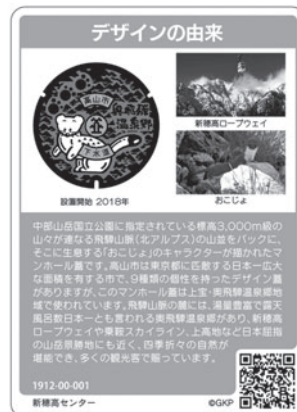 デザインの由来
高山市
奥飛騨
温泉郷
下水道
新穂高ロープウェイ
設置開始 2018年
おこじょ
中部山岳国立公園に指定されている標高3,000m級の
山々が連なる飛騨山脈(北アルプス)の山並をバックに、
そこに生息する「おこじょ」のキャラクターが描かれたマ
ンホール蓋です。高山市は東京都に匹敵する日本一広大
な面積を有する市で、9種類の個性を持ったデザイン蓋
がありますが、このマンホール蓋は上宝・奥飛騨温泉郷地
域で使われています。飛騨山脈の麓には、湯量豊富で露天
風呂数日本一とも言われる奥飛騨温泉郷があり、新穂高
ロープウェイや乗鞍スカイライン、上高地など日本屈指
の山岳景勝地にも近く、四季折々の自然が
堪能でき、多くの観光客で賑っています。
1912-00-001
新穂高センター
©GKP